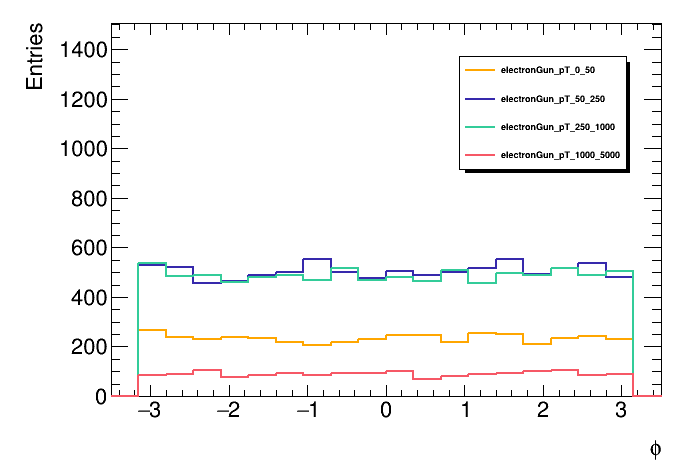 Entries
1400
1200
1000
800
600
400
200
0
electronGun_pT_0_50
electronGun_pT_50_250
electronGun_pT_250_1000
electronGun_pT_1000_5000
−3 −2 −1 0 1 2 3
ϕ